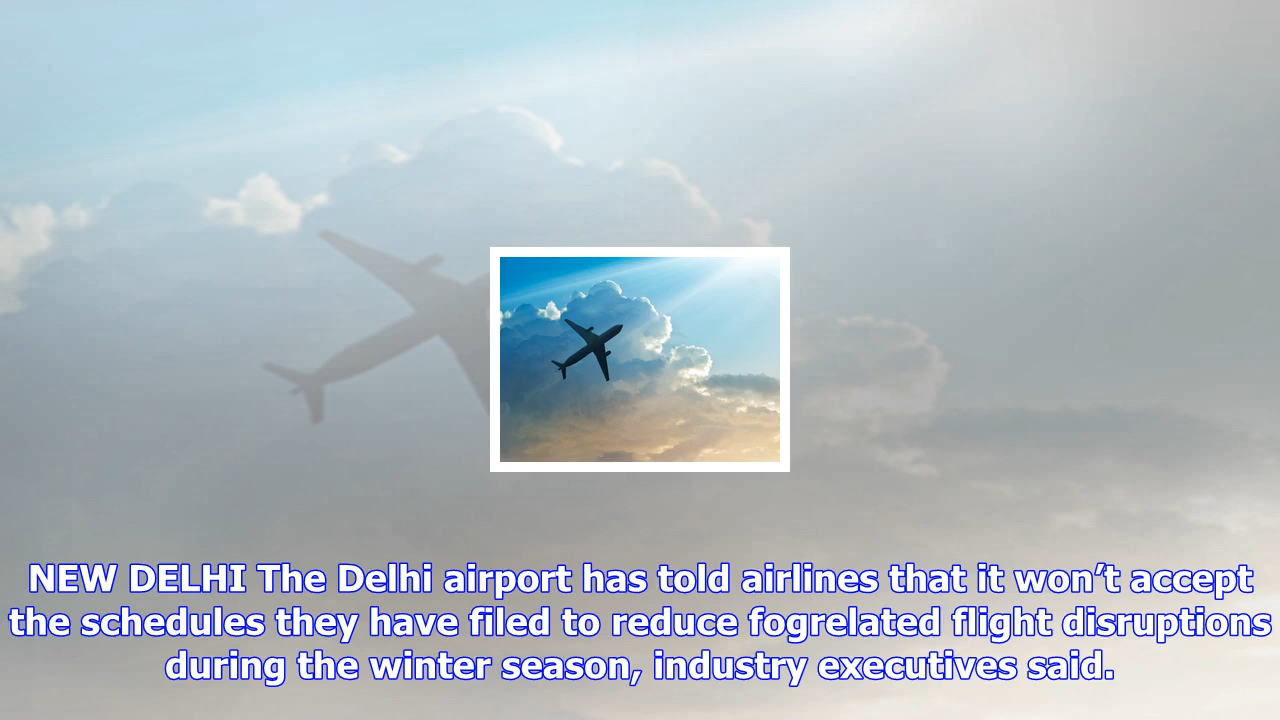 NEW DELHI The Delhi airport has told airlines that it won’t accept
the schedules they have filed to reduce fogrelated flight disruptions
during the winter season, industry executives said.